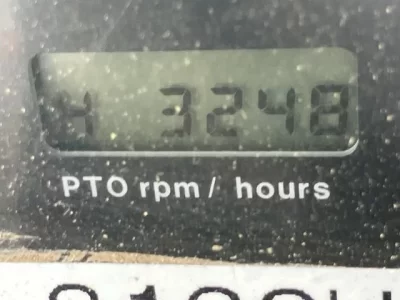 H 3248
PTO rpm / hours